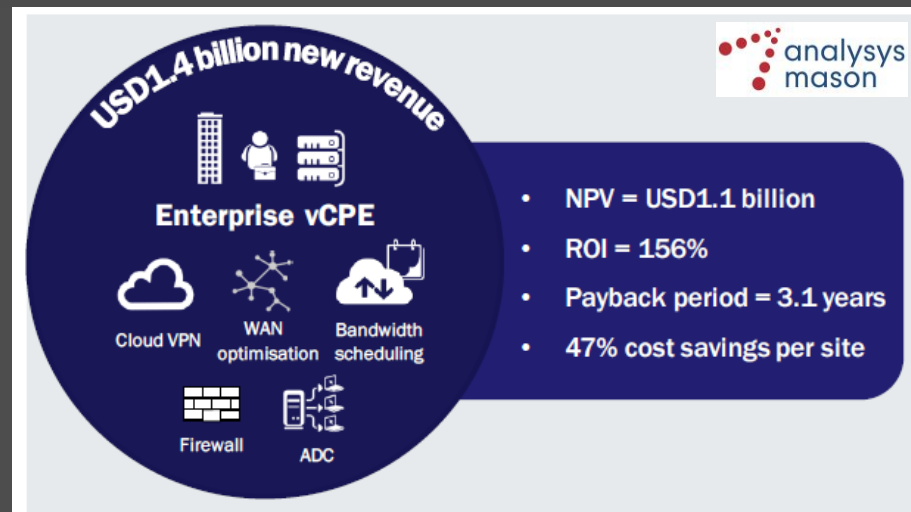 USD1.4 billion new revenue
analysys
mason
Enterprise vCPE
Cloud VPN
WAN
optimisation
Bandwidth
scheduling
Firewall
ADC
• NPV = USD1.1 billion
• ROI = 156%
• Payback period = 3.1 years
• 47% cost savings per site